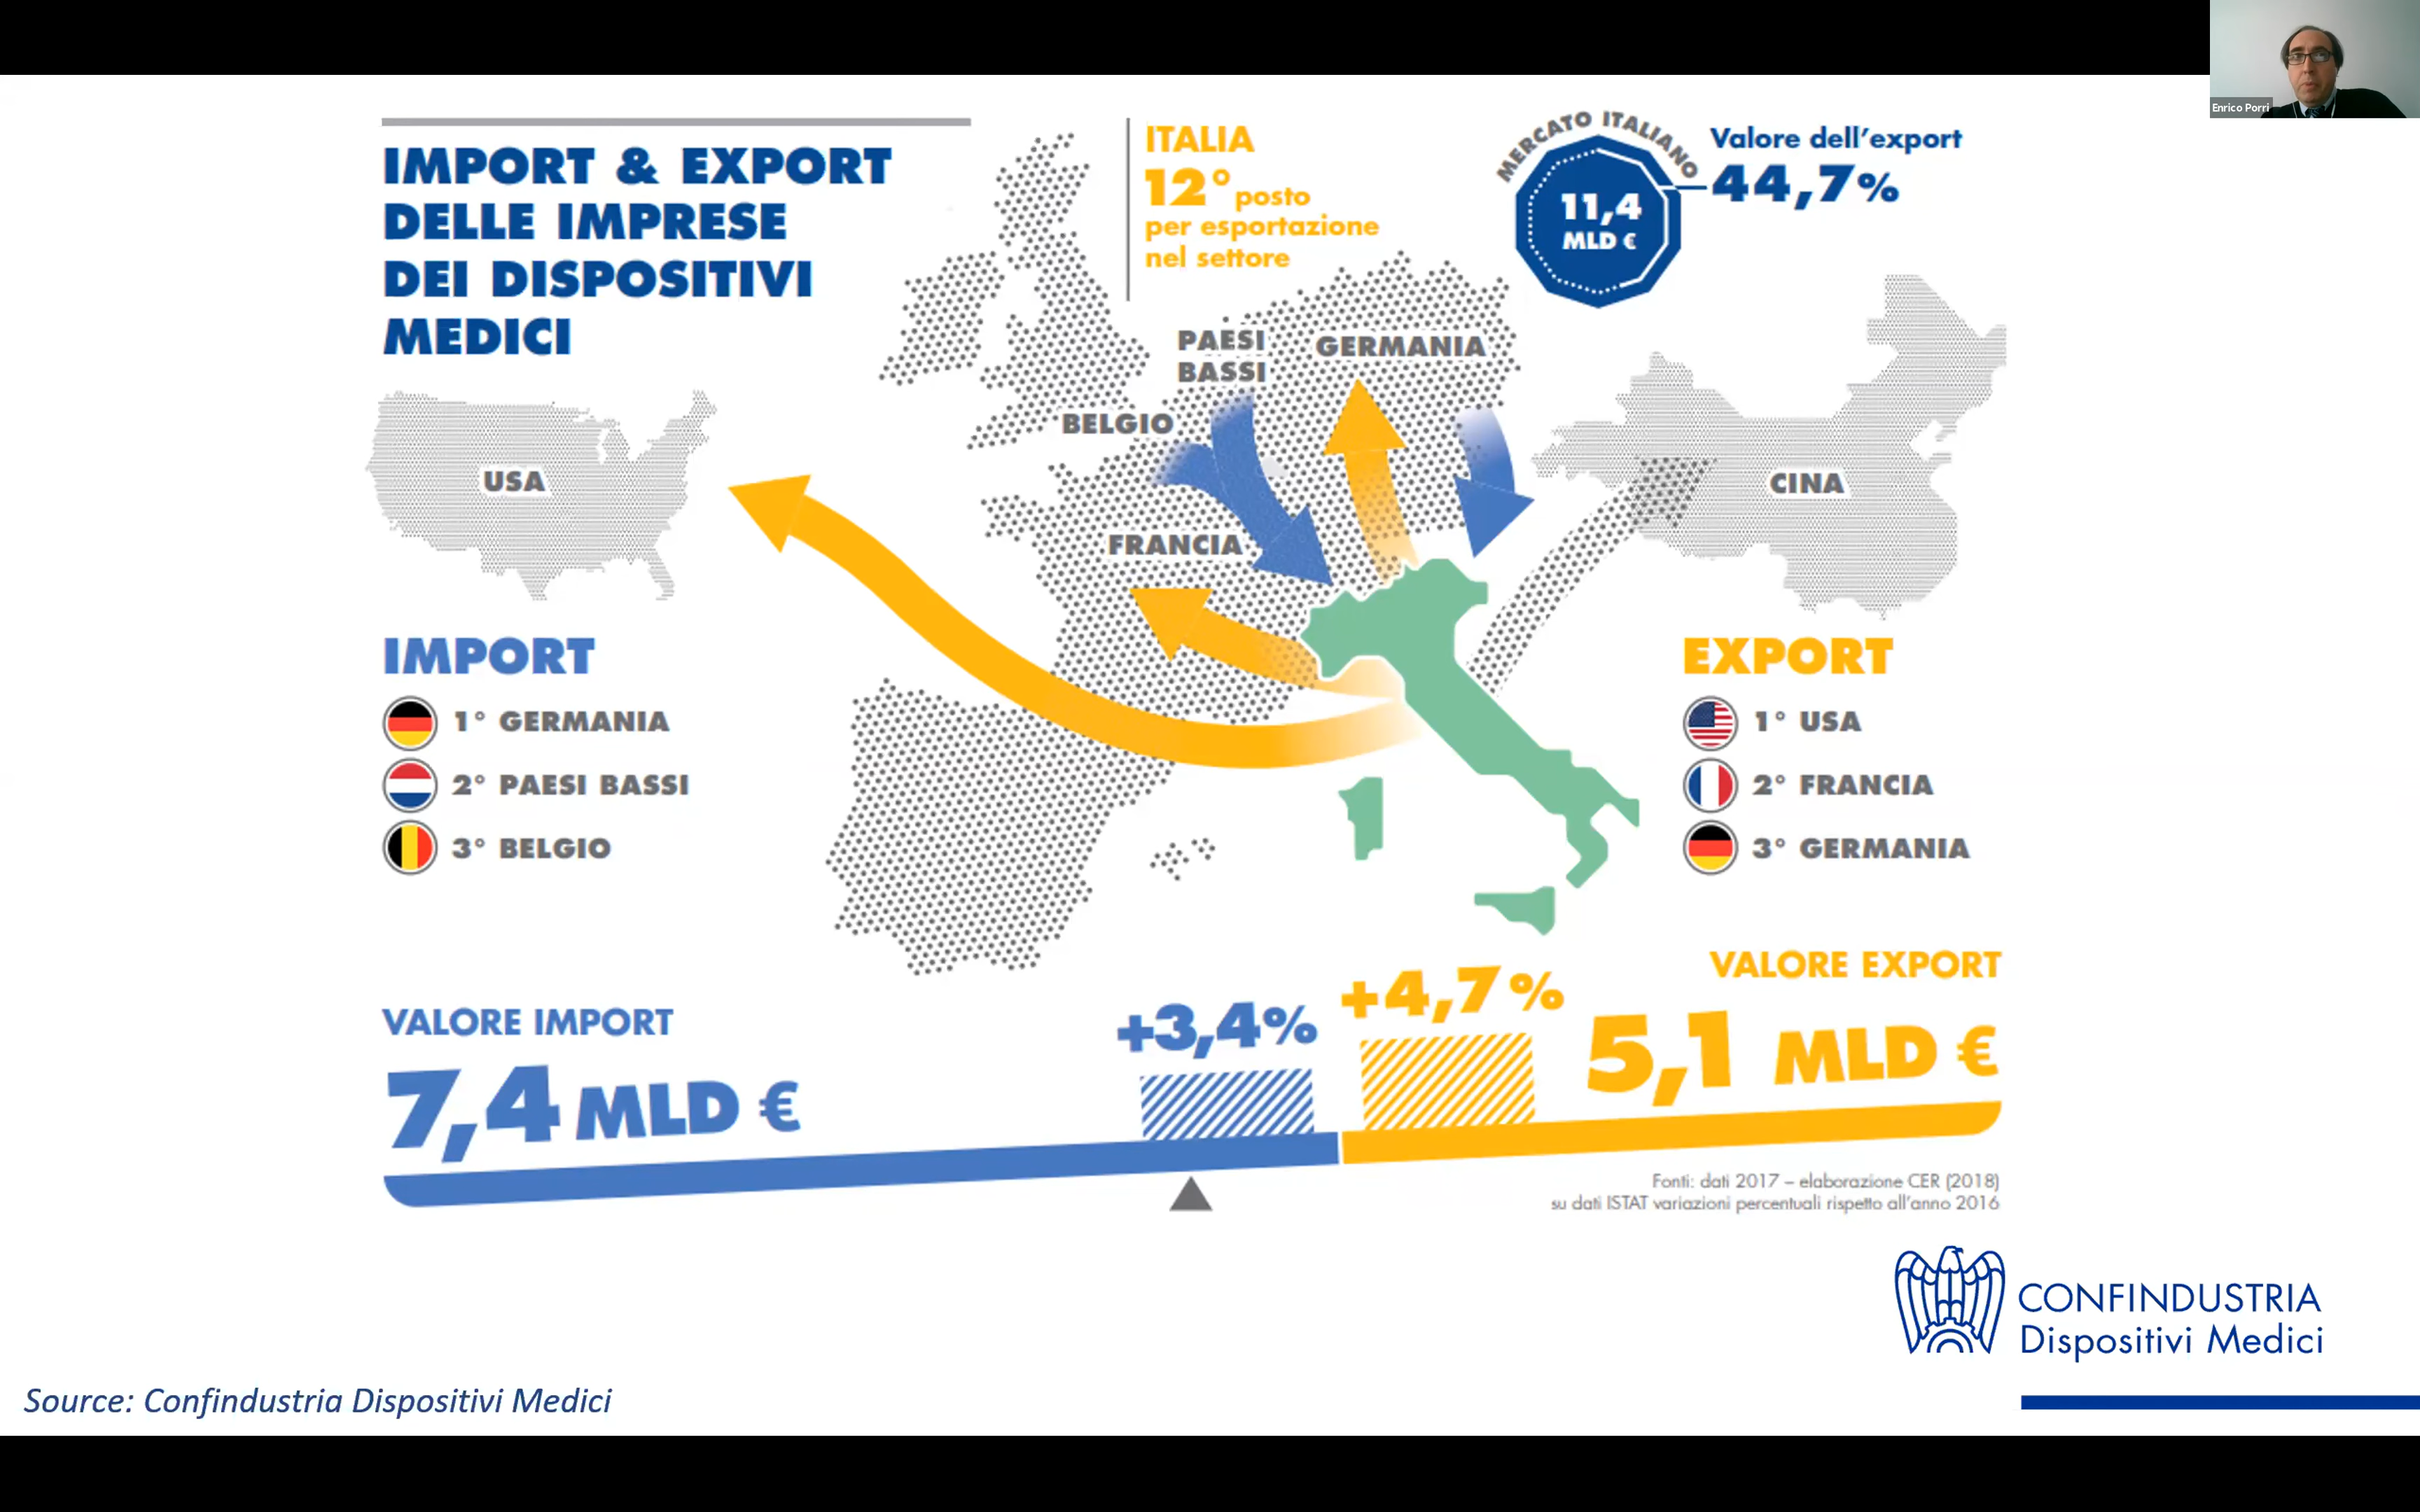 Enrico Porri
IMPORT & EXPORT
DELLE IMPRESE
DEI DISPOSITIVI
MEDICI
ITALIA
12° posto
per esportazione
nel settore
MERCATO ITALIANO
11,4
MLD €
Valore dell'export
44,7%
PAESI
BASSI
GERMANIA
BELGIO
FRANCIA
USA
CINA
IMPORT
1° GERMANIA
2° PAESI BASSI
3° BELGIO
EXPORT
1° USA
2° FRANCIA
3° GERMANIA
VALORE IMPORT
7,4 MLD €
+3,4%
+4,7%
VALORE EXPORT
5,1 MLD €
Fonti: dati 2017 – elaborazione CER (2018)
su dati ISTAT variazioni percentuali rispetto all'anno 2016
CONFINDUSTRIA
Dispositivi Medici
Source: Confindustria Dispositivi Medici